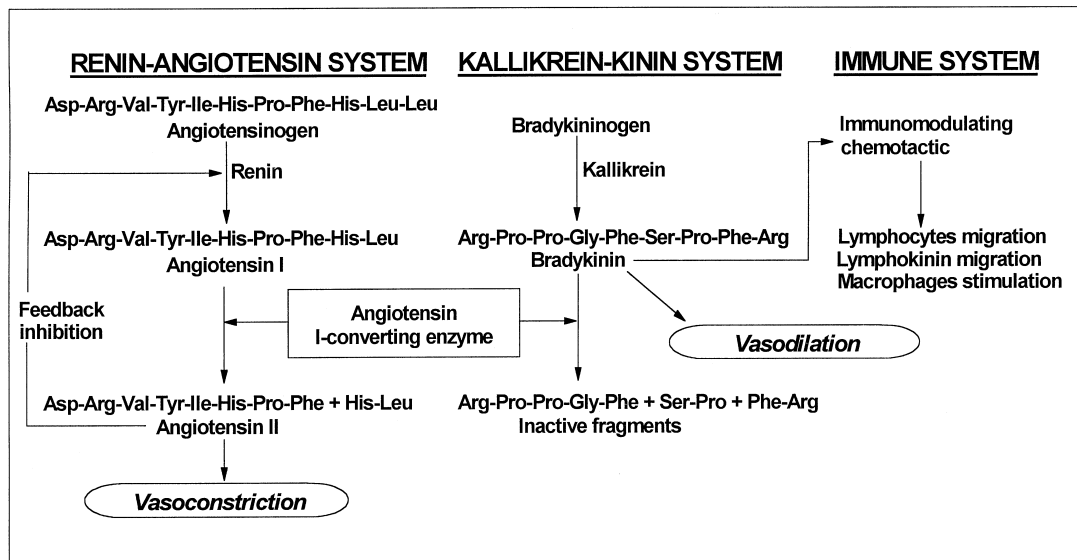 RENIN-ANGIOTENSIN SYSTEM
Asp-Arg-Val-Tyr-Ile-His-Pro-Phe-His-Leu-Leu
Angiotensinogen
Renin
Asp-Arg-Val-Tyr-Ile-His-Pro-Phe-His-Leu
Angiotensin I
Feedback
inhibition
Angiotensin
I-converting enzyme
Asp-Arg-Val-Tyr-Ile-His-Pro-Phe + His-Leu
Angiotensin II
Vasoconstriction
KALLIKREIN-KININ SYSTEM
Bradykininogen
Kallikrein
Arg-Pro-Pro-Gly-Phe-Ser-Pro-Phe-Arg
Bradykinin
Vasodilation
Arg-Pro-Pro-Gly-Phe + Ser-Pro + Phe-Arg
Inactive fragments
IMMUNE SYSTEM
Immunomodulating
chemotactic
Lymphocytes migration
Lymphokinin migration
Macrophages stimulation